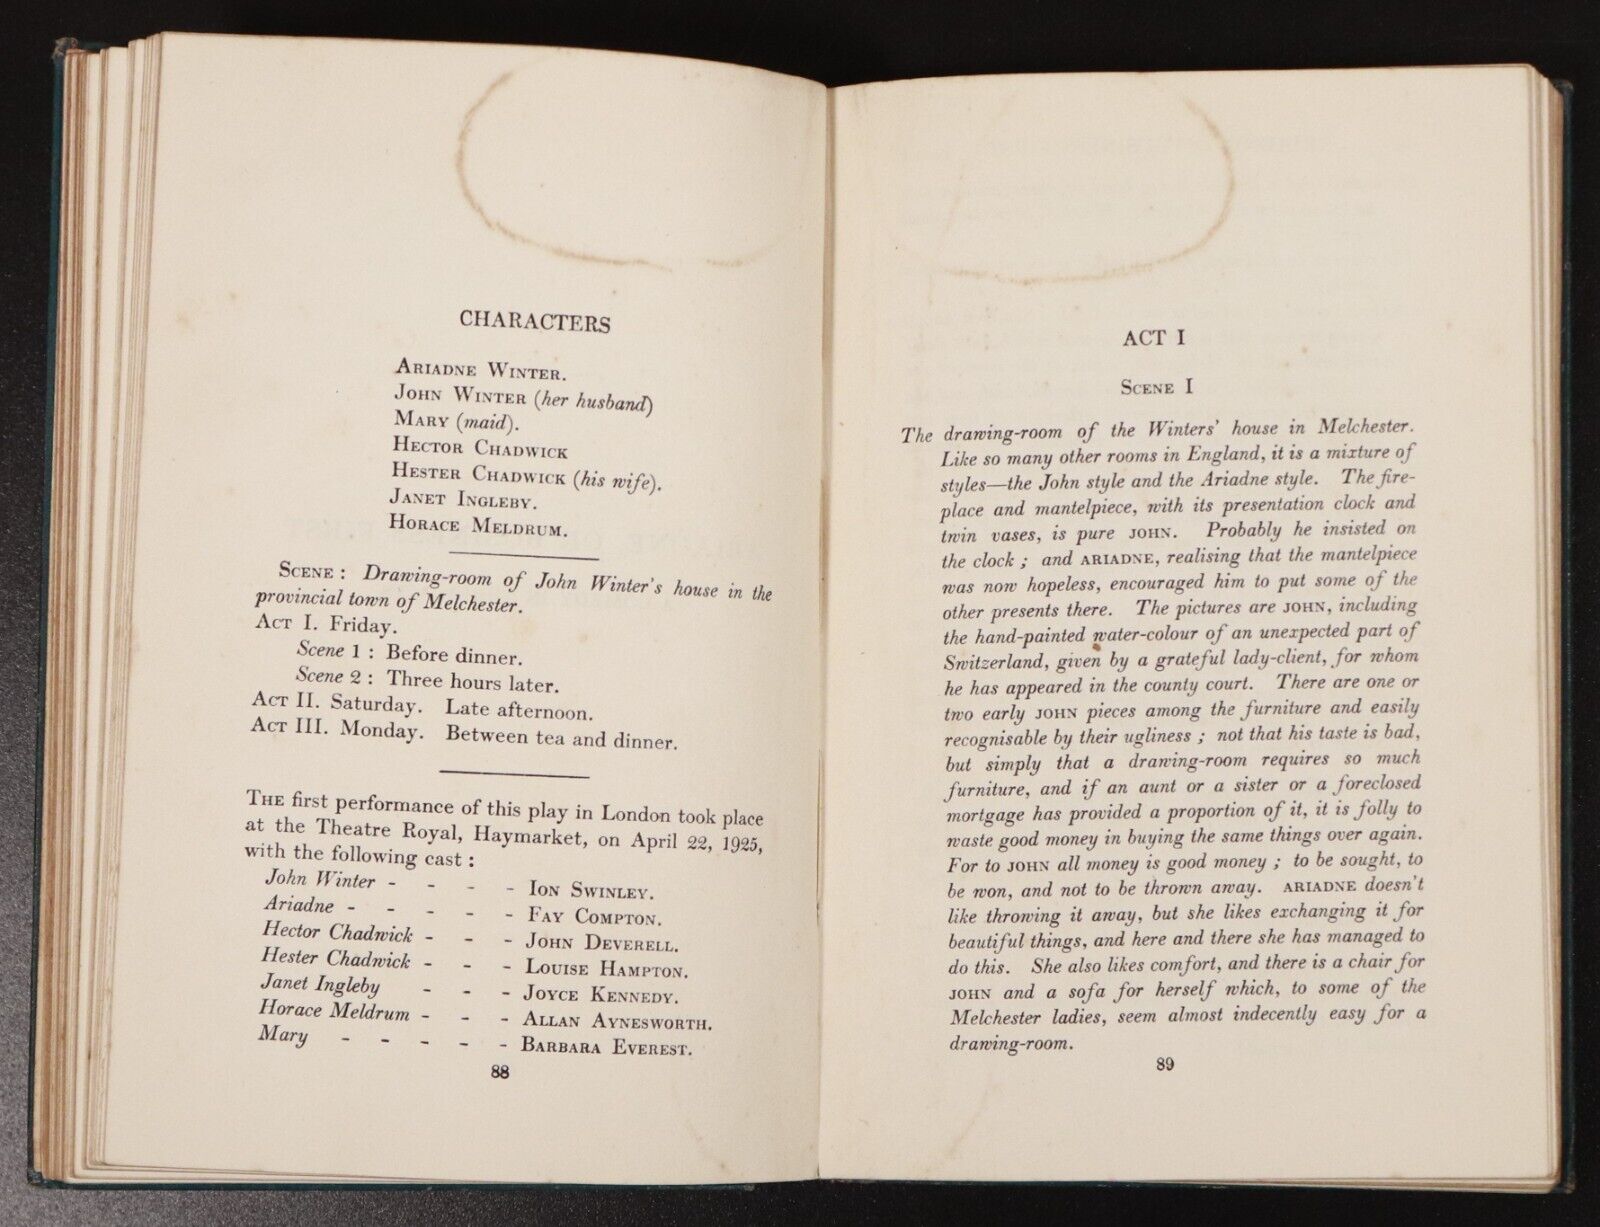 CHARACTERS
ARIADNE WINTER.
JOHN WINTER (her husband)
MARY (maid).
HECTOR CHADWICK
HESTER CHADWICK (his wife).
JANET INGLEBY.
HORACE MELDRUM.
SCENE : Drawing-room of John Winter's house in the
provincial town of Melchester.
ACT I. Friday.
Scene 1 : Before dinner.
Scene 2 : Three hours later.
ACT II. Saturday. Late afternoon.
ACT III. Monday. Between tea and dinner.
THE first performance of this play in London took place
at the Theatre Royal, Haymarket, on April 22, 1925,
with the following cast :
John Winter - - - - ION SWINLEY.
Ariadne - - - - - FAY COMPTON.
Hector Chadwick - - - JOHN DEVERELL.
Hester Chadwick - - - LOUISE HAMPTON.
Janet Ingleby - - - JOYCE KENNEDY.
Horace Meldrum - - - ALLAN AYNESWORTH.
Mary - - - - - BARBARA EVEREST.
88
ACT I
SCENE I
The drawing-room of the Winters' house in Melchester.
Like so many other rooms in England, it is a mixture of
styles—the John style and the Ariadne style. The fire-
place and mantelpiece, with its presentation clock and
twin vases, is pure JOHN. Probably he insisted on
the clock ; and ARIADNE, realising that the mantelpiece
was now hopeless, encouraged him to put some of the
other presents there. The pictures are JOHN, including
the hand-painted water-colour of an unexpected part of
Switzerland, given by a grateful lady-client, for whom
he has appeared in the county court. There are one or
two early JOHN pieces among the furniture and easily
recognisable by their ugliness ; not that his taste is bad,
but simply that a drawing-room requires so much
furniture, and if an aunt or a sister or a foreclosed
mortgage has provided a proportion of it, it is folly to
waste good money in buying the same things over again.
For to JOHN all money is good money ; to be sought, to
be won, and not to be thrown away. ARIADNE doesn't
like throwing it away, but she likes exchanging it for
beautiful things, and here and there she has managed to
do this. She also likes comfort, and there is a chair for
JOHN and a sofa for herself which, to some of the
Melchester ladies, seem almost indecently easy for a
drawing-room.
89